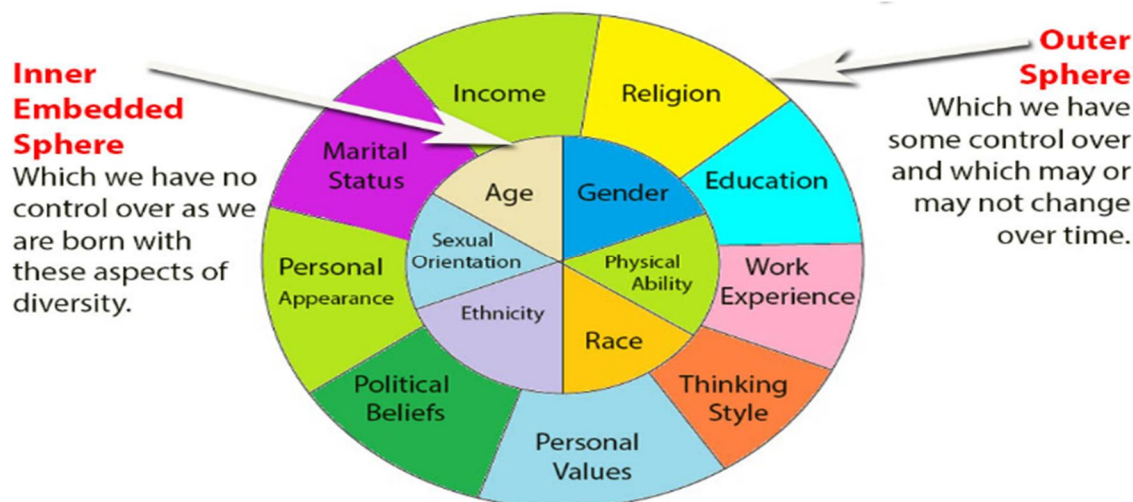 Inner
Embedded
Sphere
Which we have no
control over as we
are born with
these aspects of
diversity.
Outer
Sphere
Which we have
some control over
and which may or
may not change
over time.
Income
Religion
Education
Work
Experience
Thinking
Style
Personal
Values
Political
Beliefs
Personal
Appearance
Marital
Status
Age
Gender
Physical
Ability
Race
Ethnicity
Sexual
Orientation